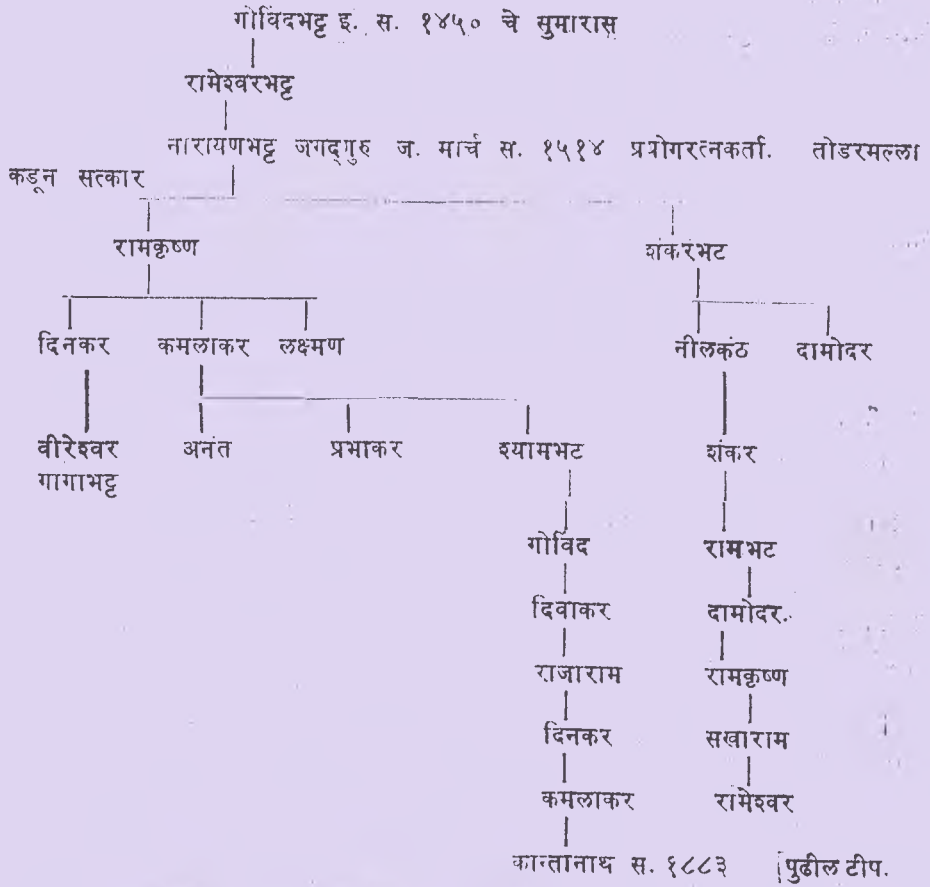 गोविंदभट्ट इ. स. १४५० चे सुमारास
रामेश्वरभट्ट
नारायणभट्ट जगद्‌गुरु ज. मार्च स. १५१४ प्रयोगरत्नकर्ता. तोडरमल्ला
कडून सत्कार
रामकृष्ण शंकरभट
दिनकर कमलाकर लक्ष्मण नीलकंठ दामोदर
वीरेश्वर अनंत प्रभाकर श्यामभट शंकर
गागाभट्ट
गोविंद रामभट
दिवाकर दामोदर.
राजाराम रामकृष्ण
दिनकर सखाराम
कमलाकर रामेश्वर
कान्तानाथ स. १८८३ [पुढील टीप.